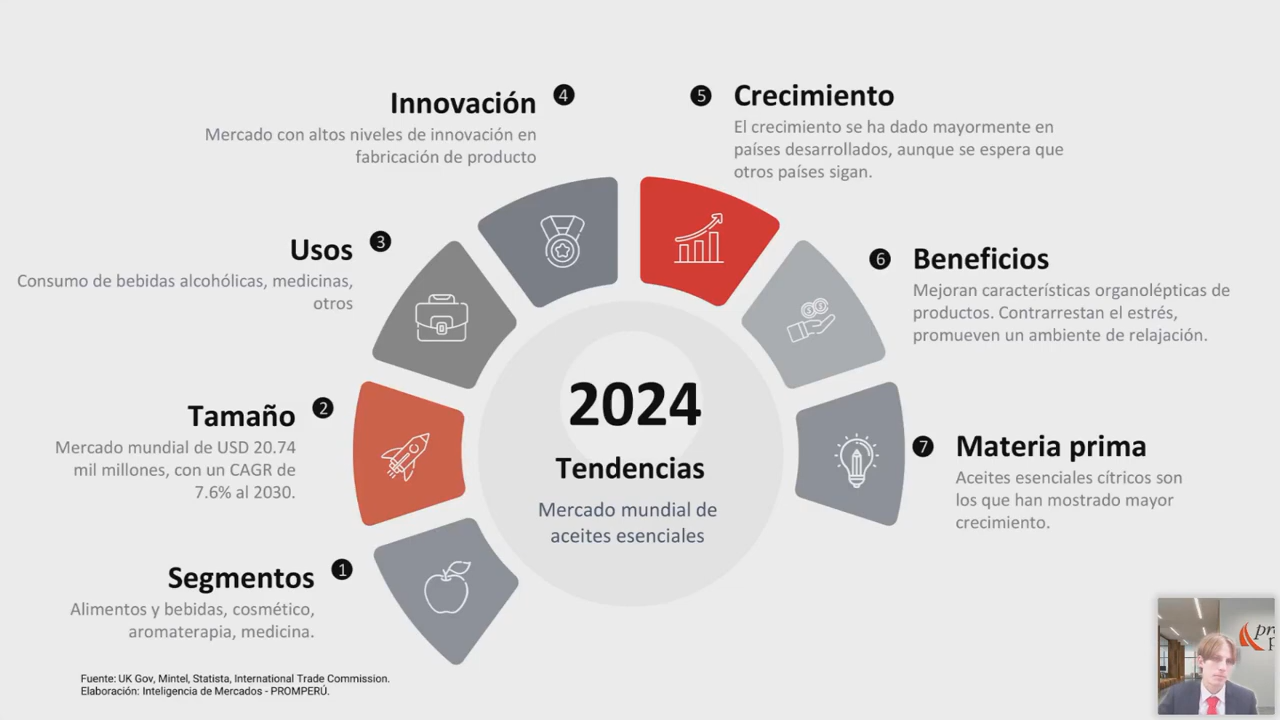 Innovación
4
Mercado con altos niveles de innovación en
fabricación de producto
5
Crecimiento
El crecimiento se ha dado mayormente en
países desarrollados, aunque se espera que
otros países sigan.
Usos
3
Consumo de bebidas alcohólicas, medicinas,
otros
6
Beneficios
Mejoran características organolépticas de
productos. Contrarrestan el estrés,
promueven un ambiente de relajación.
Tamaño
2
Mercado mundial de USD 20.74
mil millones, con un CAGR de
7.6% al 2030.
2024
Tendencias
Mercado mundial de
aceites esenciales
7
Materia prima
Aceites esenciales cítricos son
los que han mostrado mayor
crecimiento.
Segmentos
1
Alimentos y bebidas, cosmético,
aromaterapia, medicina.
Fuente: UK Gov, Mintel, Statista, International Trade Commission.
Elaboración: Inteligencia de Mercados - PROMPERÚ.